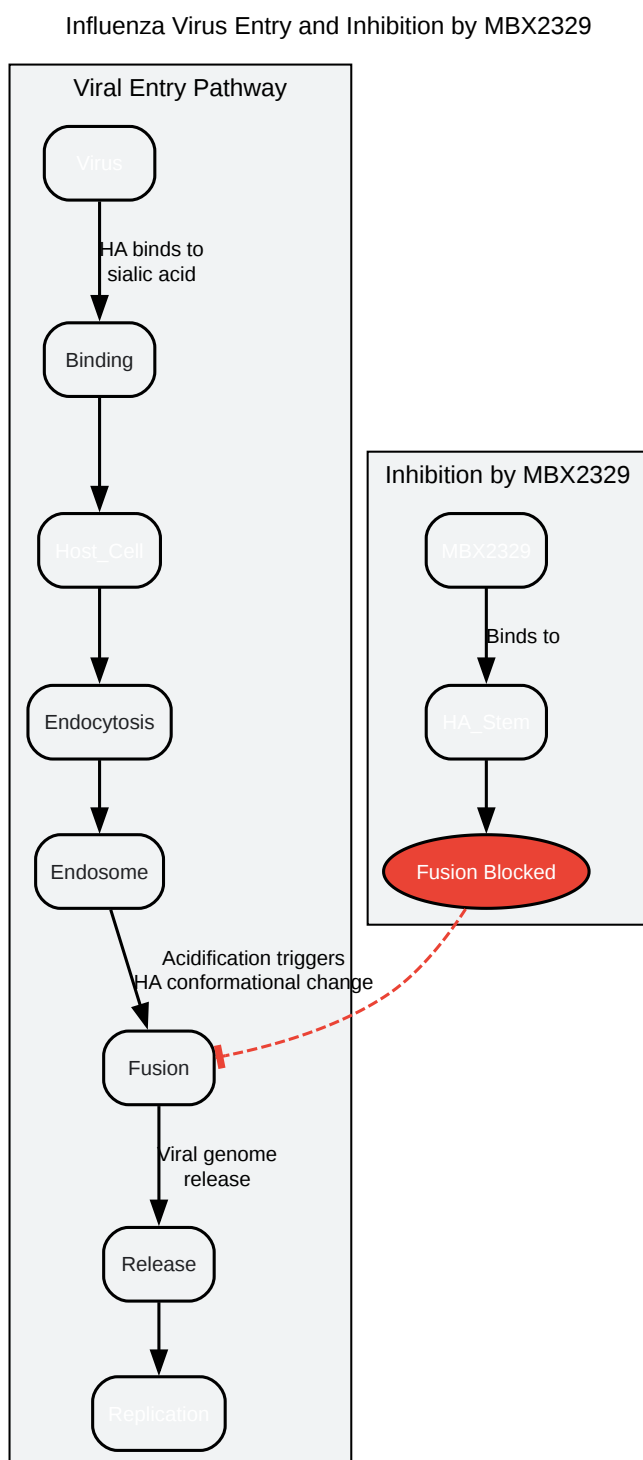 Influenza Virus Entry and Inhibition by MBX2329
Viral Entry Pathway
Virus
HA binds to
sialic acid
Binding
Host_Cell
Endocytosis
Endosome
Acidification triggers
HA conformational change
Fusion
Viral genome
release
Release
Replication
Inhibition by MBX2329
MBX2329
Binds to
HA_Stem
Fusion Blocked